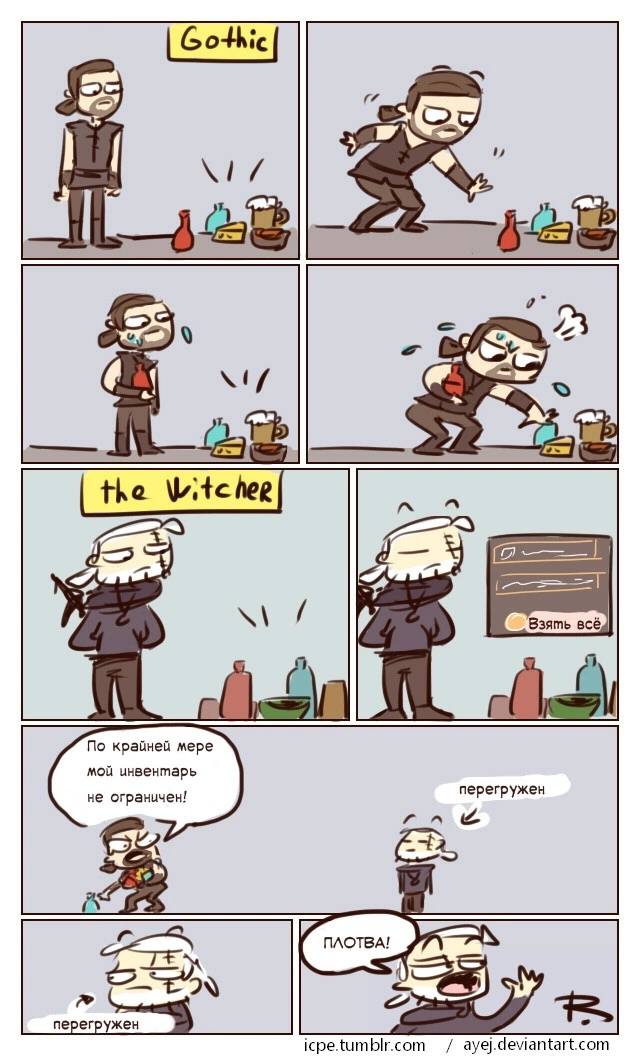 Gothic
the Witcher
Взять всё
По крайней мере
мой инвентарь
не ограничен!
перегружен
перегружен
ПЛОТВА!
icpe.tumblr.com / ayej.deviantart.com